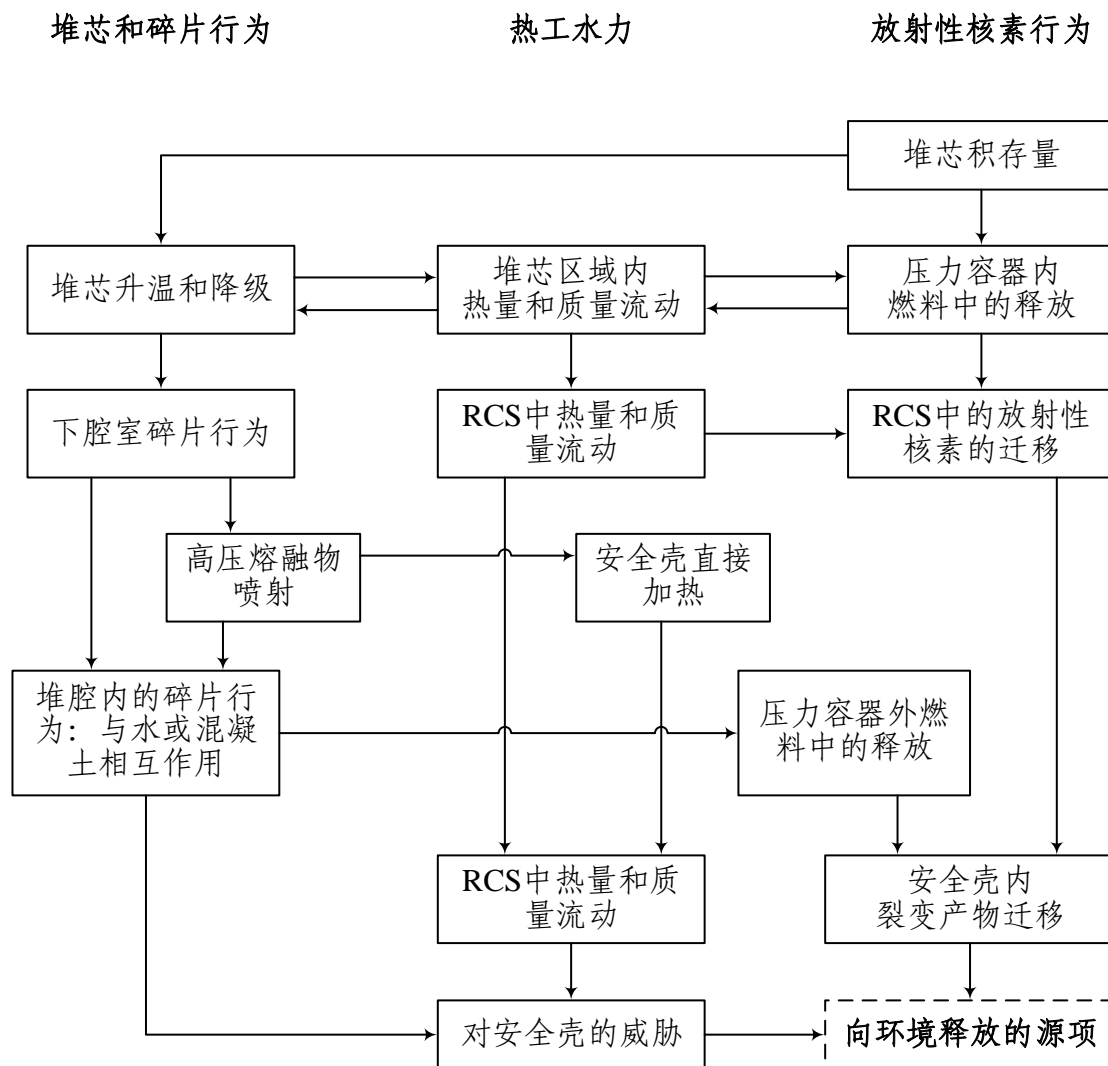 堆芯和碎片行为
热工水力
放射性核素行为
堆芯积存量
堆芯升温和降级
堆芯区域内
热量和质量流动
压力容器内
燃料中的释放
下腔室碎片行为
RCS中热量和质
量流动
RCS中的放射性
核素的迁移
高压熔融物
喷射
安全壳直接
加热
堆腔内的碎片行
为：与水或混凝
土相互作用
压力容器外燃
料中的释放
RCS中热量和质
量流动
安全壳内
裂变产物迁移
对安全壳的威胁
向环境释放的源项